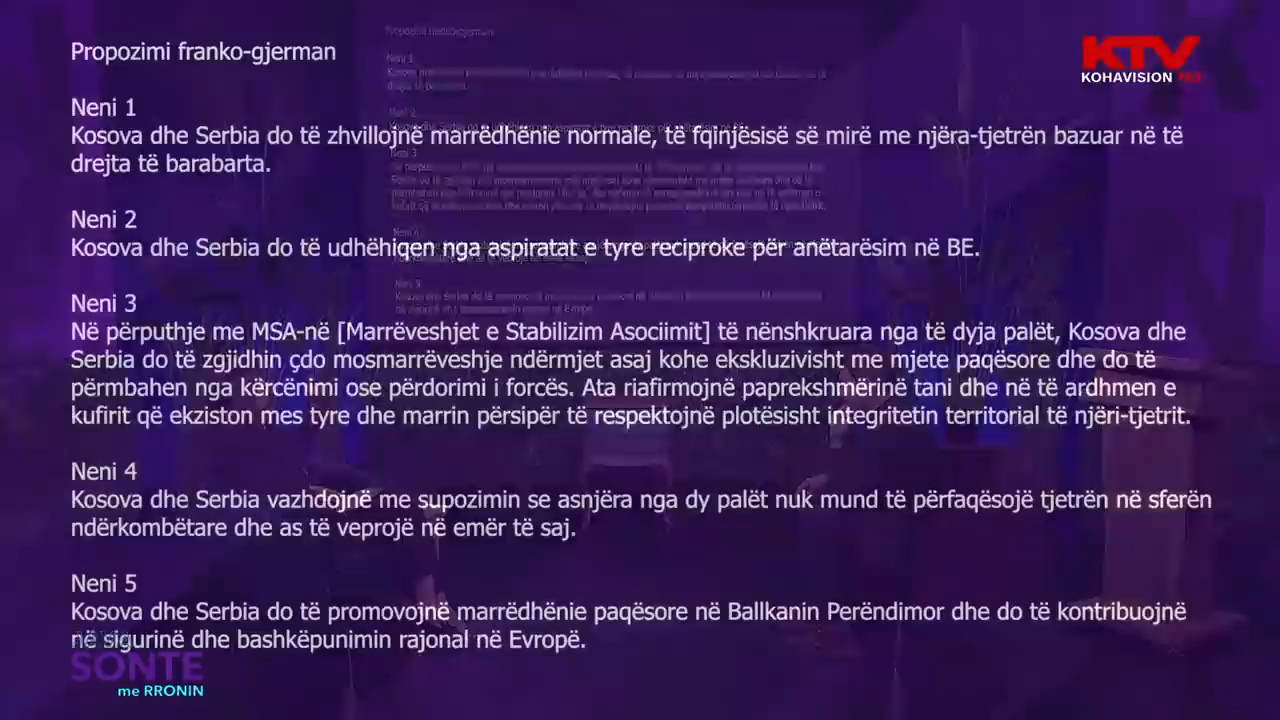 Propozimi franko-gjerman
KTV
KOHAVISION
Neni 1
Kosova dhe Serbia do të zhvillojnë marrëdhënie normale, të fqinjësisë së mirë me njëra-tjetrën bazuar në të
drejta të barabarta.
Neni 2
Kosova dhe Serbia do të udhëhiqen nga aspiratat e tyre reciproke për anëtarësim në BE.
Neni 3
Në përputhje me MSA-në [Marrëveshjet e Stabilizim Asociimit] të nënshkruara nga të dyja palët, Kosova dhe
Serbia do të zgjidhin çdo mosmarrëveshje ndërmjet asaj kohe ekskluzivisht me mjete paqësore dhe do të
përmbahen nga kërcënimi ose përdorimi i forcës. Ata riafirmojnë paprekshmërinë tani dhe në të ardhmen e
kufirit që ekziston mes tyre dhe marrin përsipër të respektojnë plotësisht integritetin territorial të njëri-tjetrit.
Neni 4
Kosova dhe Serbia vazhdojnë me supozimin se asnjëra nga dy palët nuk mund të përfaqësojë tjetrën në sferën
ndërkombëtare dhe as të veprojë në emër të saj.
Neni 5
Kosova dhe Serbia do të promovojnë marrëdhënie paqësore në Ballkanin Perëndimor dhe do të kontribuojnë
në sigurinë dhe bashkëpunimin rajonal në Evropë.
SONTE
me RRONIN